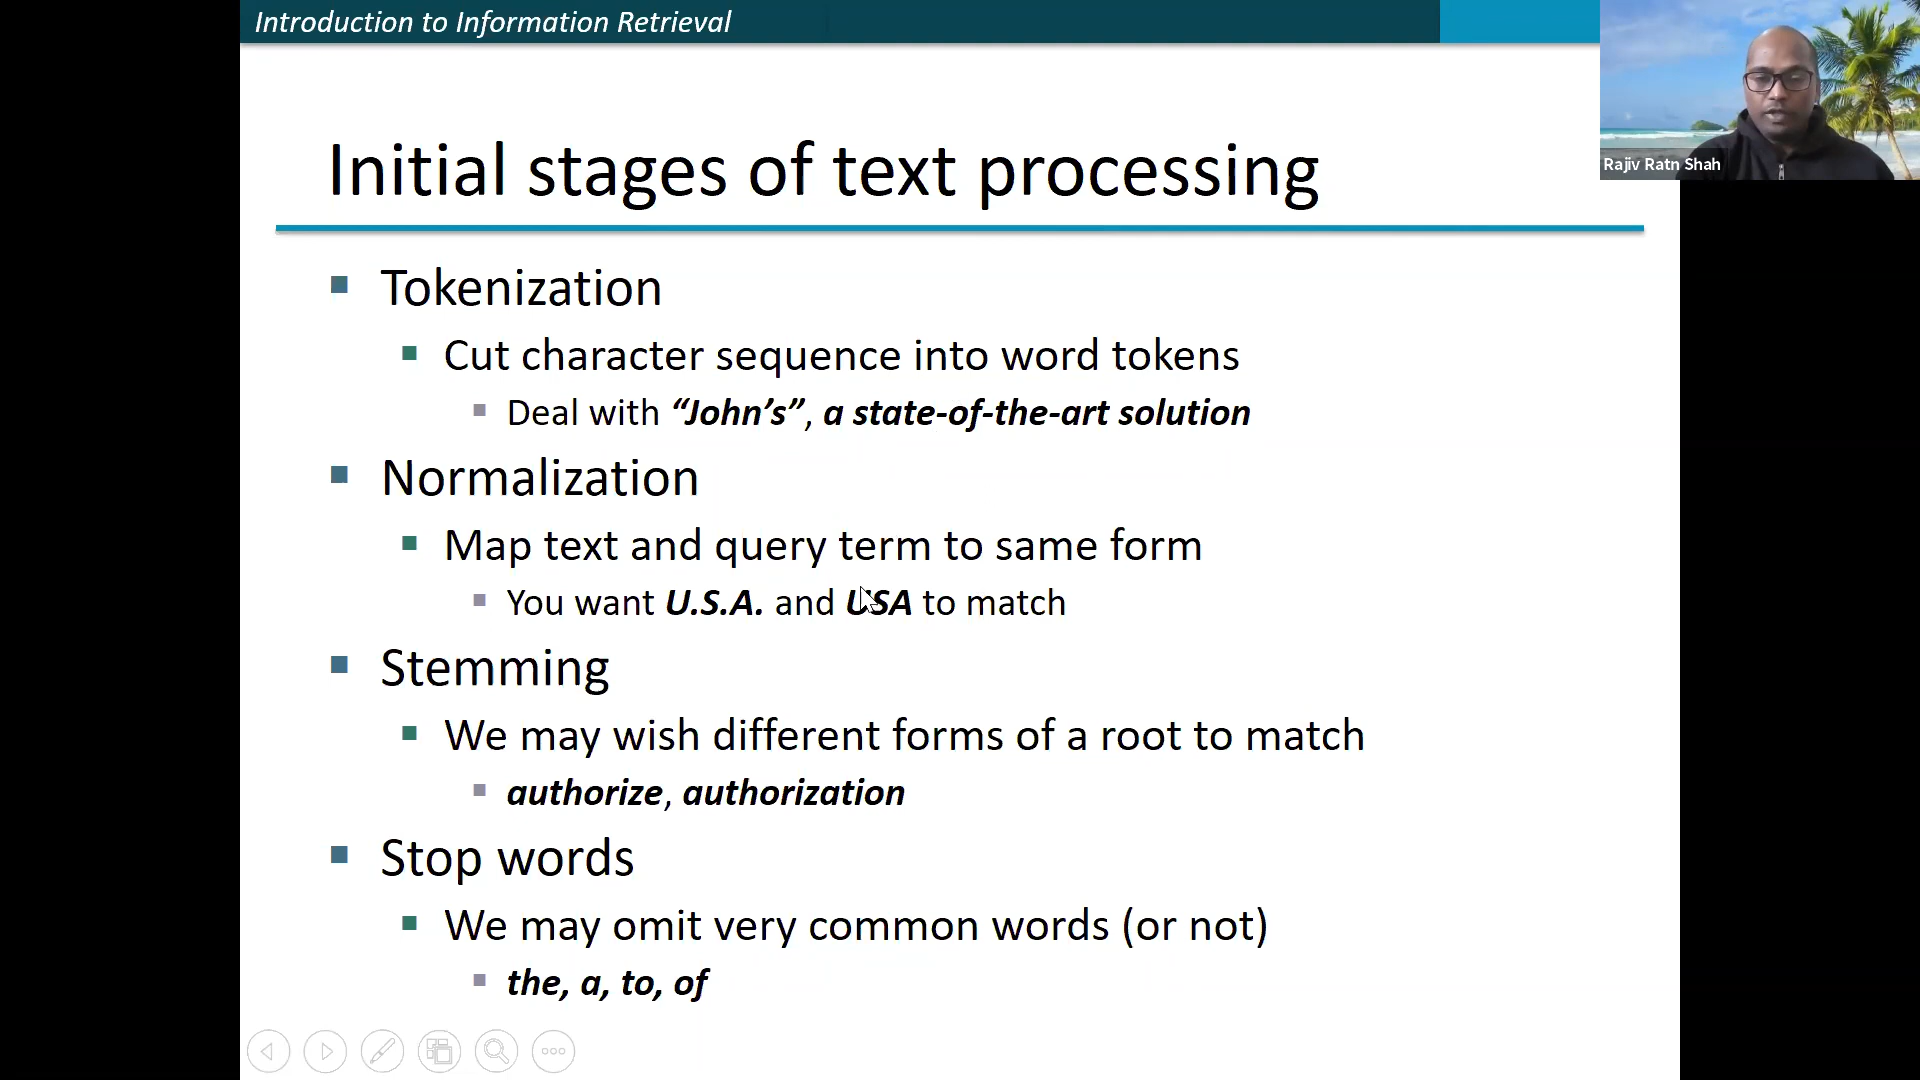 Introduction to Information Retrieval
Rajiv Ratn Shah
Initial stages of text processing
Tokenization
Cut character sequence into word tokens
Deal with “John’s”, a state-of-the-art solution
Normalization
Map text and query term to same form
You want U.S.A. and USA to match
Stemming
We may wish different forms of a root to match
authorize, authorization
Stop words
We may omit very common words (or not)
the, a, to, of